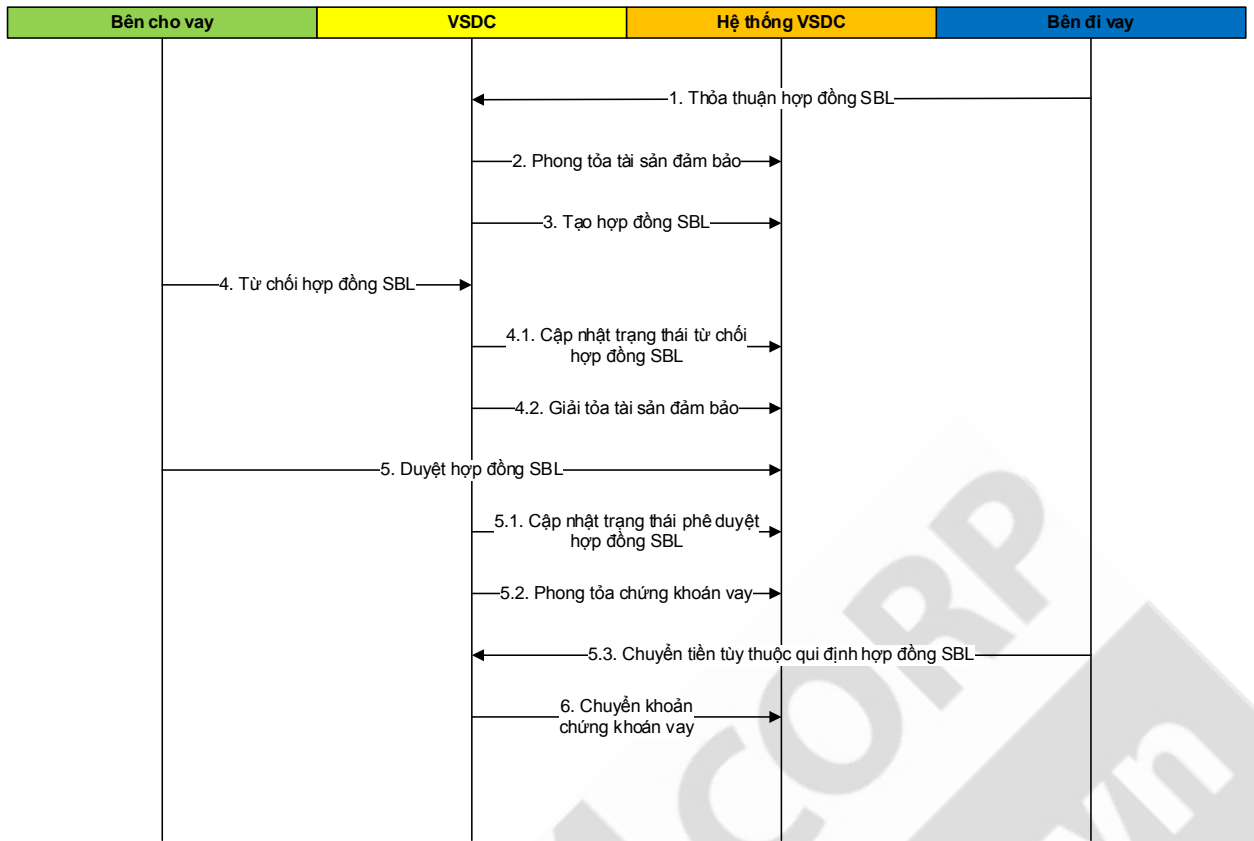 Bên cho vay
VSDC
Hệ thống VSDC
Bên đi vay
1. Thỏa thuận hợp đồng SBL
2. Phong tỏa tài sản đảm bảo
3. Tạo hợp đồng SBL
4. Từ chối hợp đồng SBL
4.1. Cập nhật trạng thái từ chối
hợp đồng SBL
4.2. Giải tỏa tài sản đảm bảo
5. Duyệt hợp đồng SBL
5.1. Cập nhật trạng thái phê duyệt
hợp đồng SBL
5.2. Phong tỏa chứng khoán vay
5.3. Chuyển tiền tùy thuộc qui định hợp đồng SBL
6. Chuyển khoản
chứng khoán vay
CORP
vn